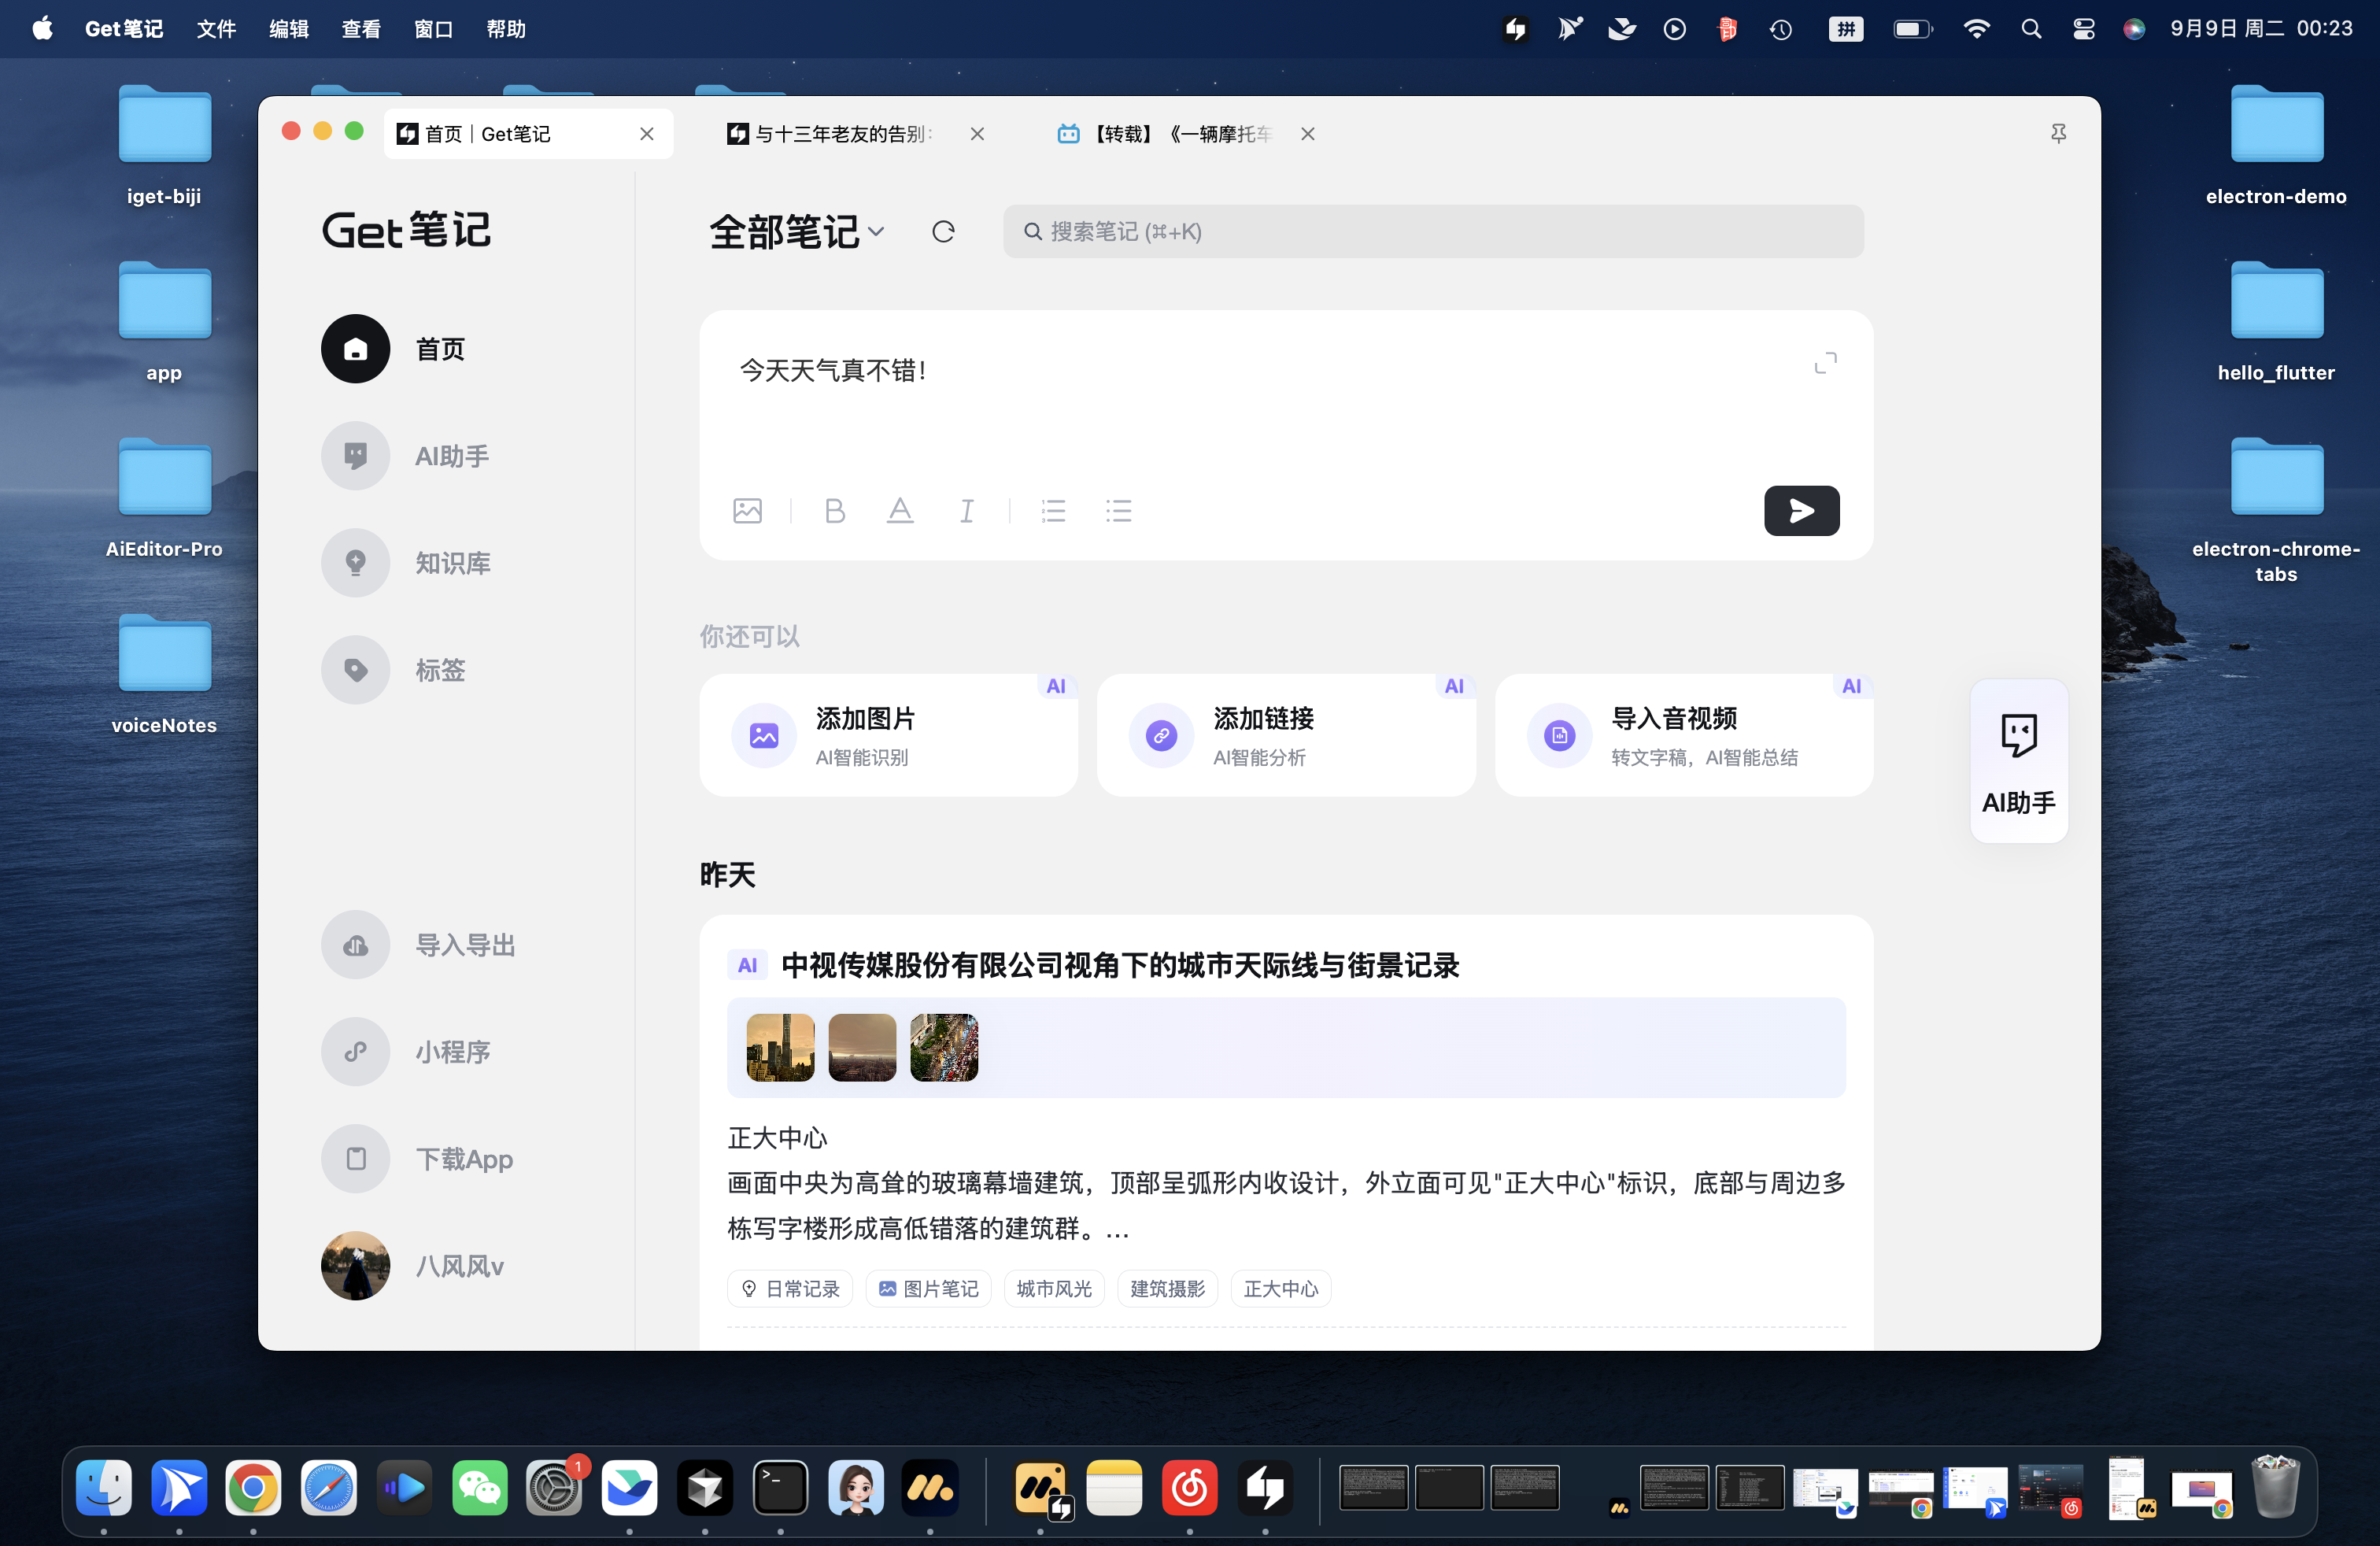 Get笔记 文件 编辑 查看 窗口 帮助
拼 9月9日 周二 00:23
iget-biji
app
AiEditor-Pro
voiceNotes
electron-demo
hello_flutter
electron-chrome-
tabs
首页｜Get笔记
与十三年老友的告别：
【转载】《一辆摩托车
Get笔记
首页
AI助手
知识库
标签
导入导出
小程序
下载App
八风风v
全部笔记
搜索笔记 (⌘+K)
今天天气真不错！
你还可以
添加图片
AI
AI智能识别
添加链接
AI
AI智能分析
导入音视频
AI
转文字稿，AI智能总结
AI助手
昨天
AI 中视传媒股份有限公司视角下的城市天际线与街景记录
正大中心
画面中央为高耸的玻璃幕墙建筑，顶部呈弧形内收设计，外立面可见"正大中心"标识，底部与周边多
栋写字楼形成高低错落的建筑群。...
日常记录 图片笔记 城市风光 建筑摄影 正大中心
1